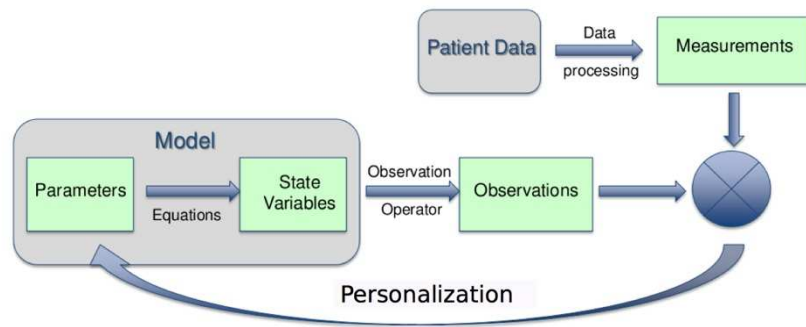 Patient Data
Data
processing
Measurements
Model
Parameters
Equations
State
Variables
Observation
Operator
Observations
Personalization